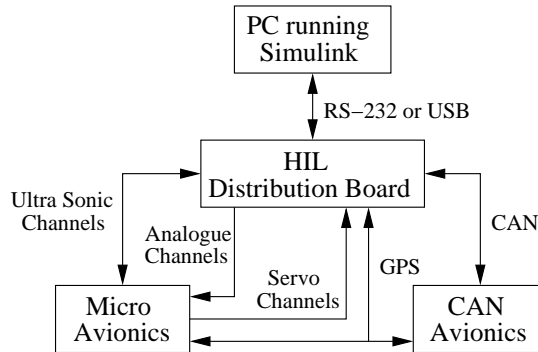 PC running
Simulink
RS−232 or USB
HIL
Distribution Board
Ultra Sonic
Channels
Analogue
Channels
Servo
Channels
GPS
CAN
Micro
Avionics
CAN
Avionics